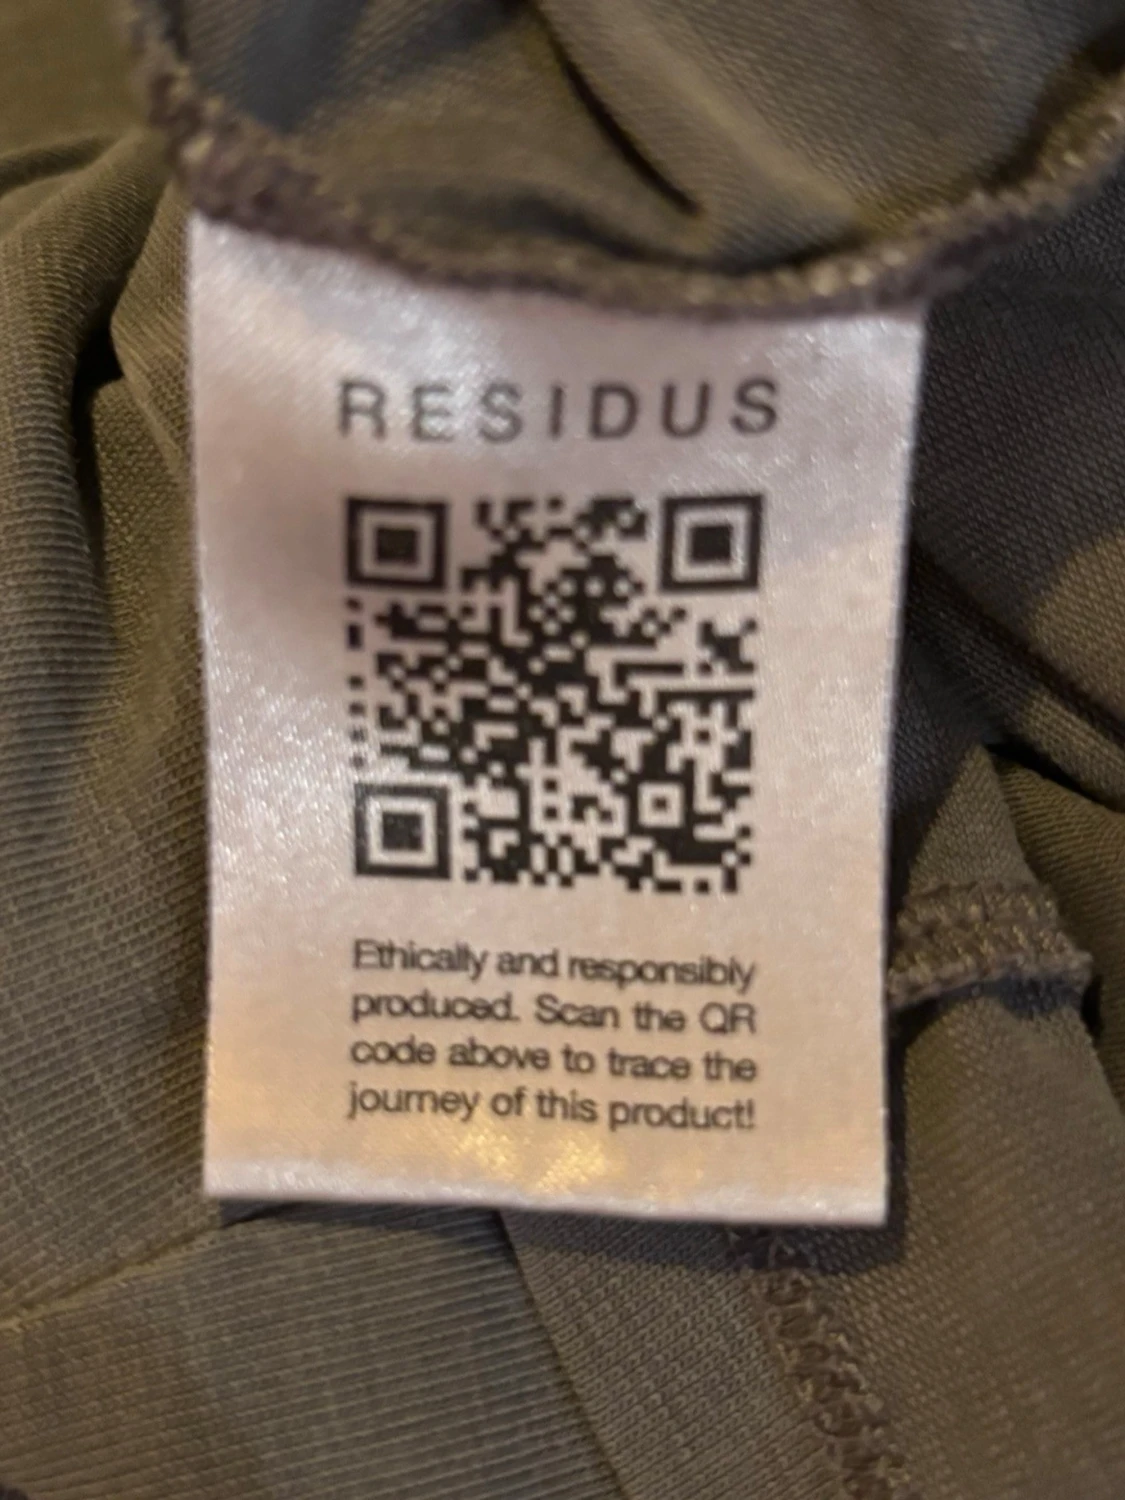 RESIDUS
Ethically and responsibly
produced. Scan the QR
code above to trace the
journey of this product!